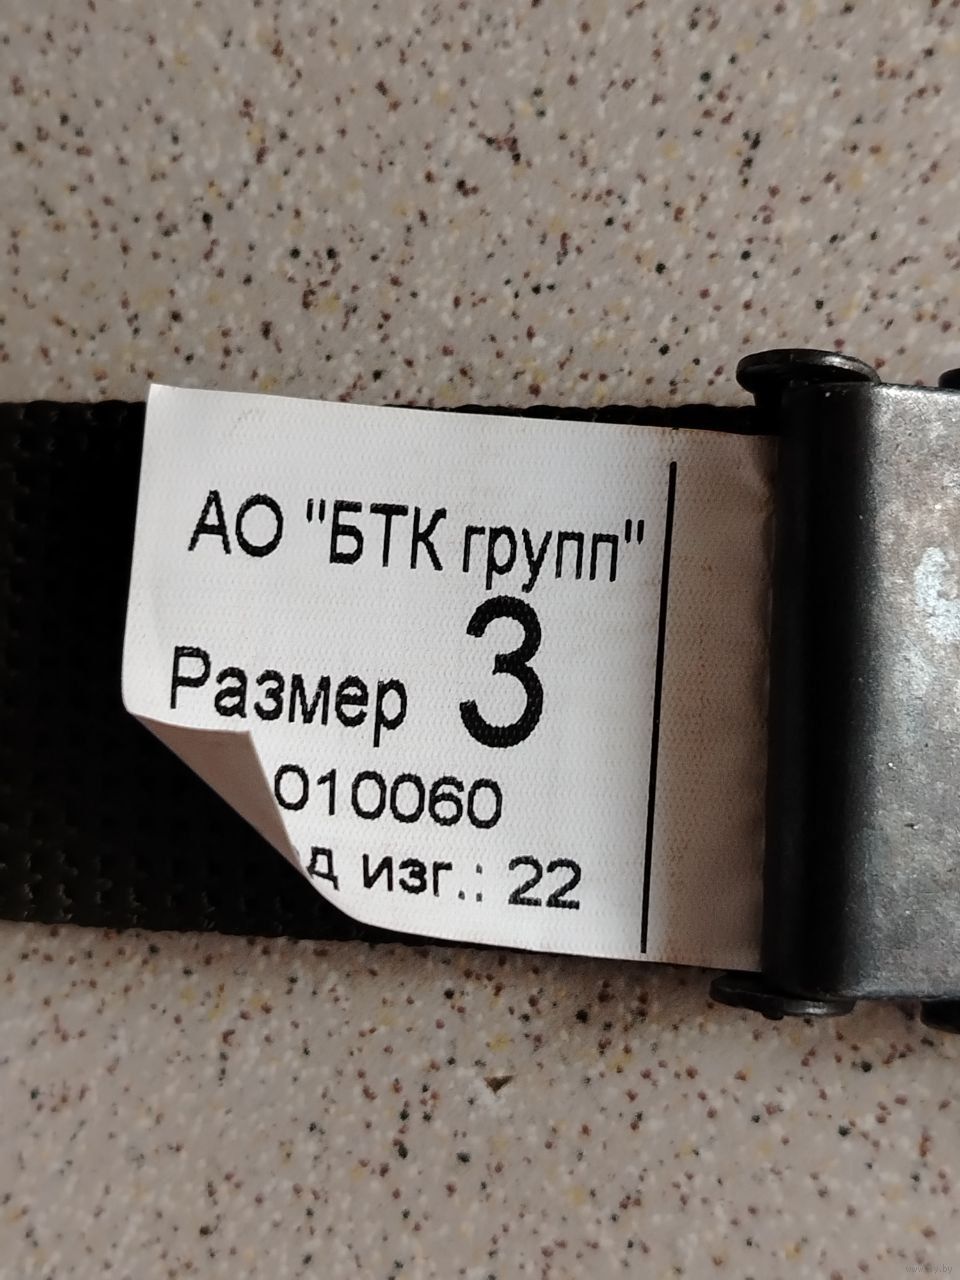 АО "БТК групп"
Размер 3
010060
д изг.: 22